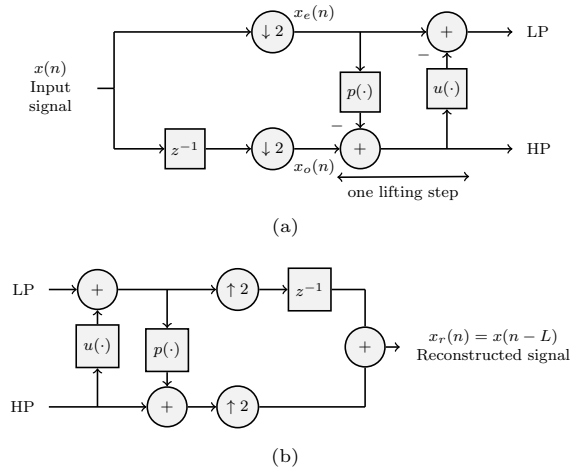 x_e(n)
↓ 2
+
LP
−
x(n)
Input
signal
p(·)
u(·)
−
z⁻¹
↓ 2
+
HP
x_o(n)
one lifting step
(a)
LP
+
↑ 2
z⁻¹
u(·)
p(·)
+
x_r(n) = x(n − L)
Reconstructed signal
HP
+
↑ 2
(b)